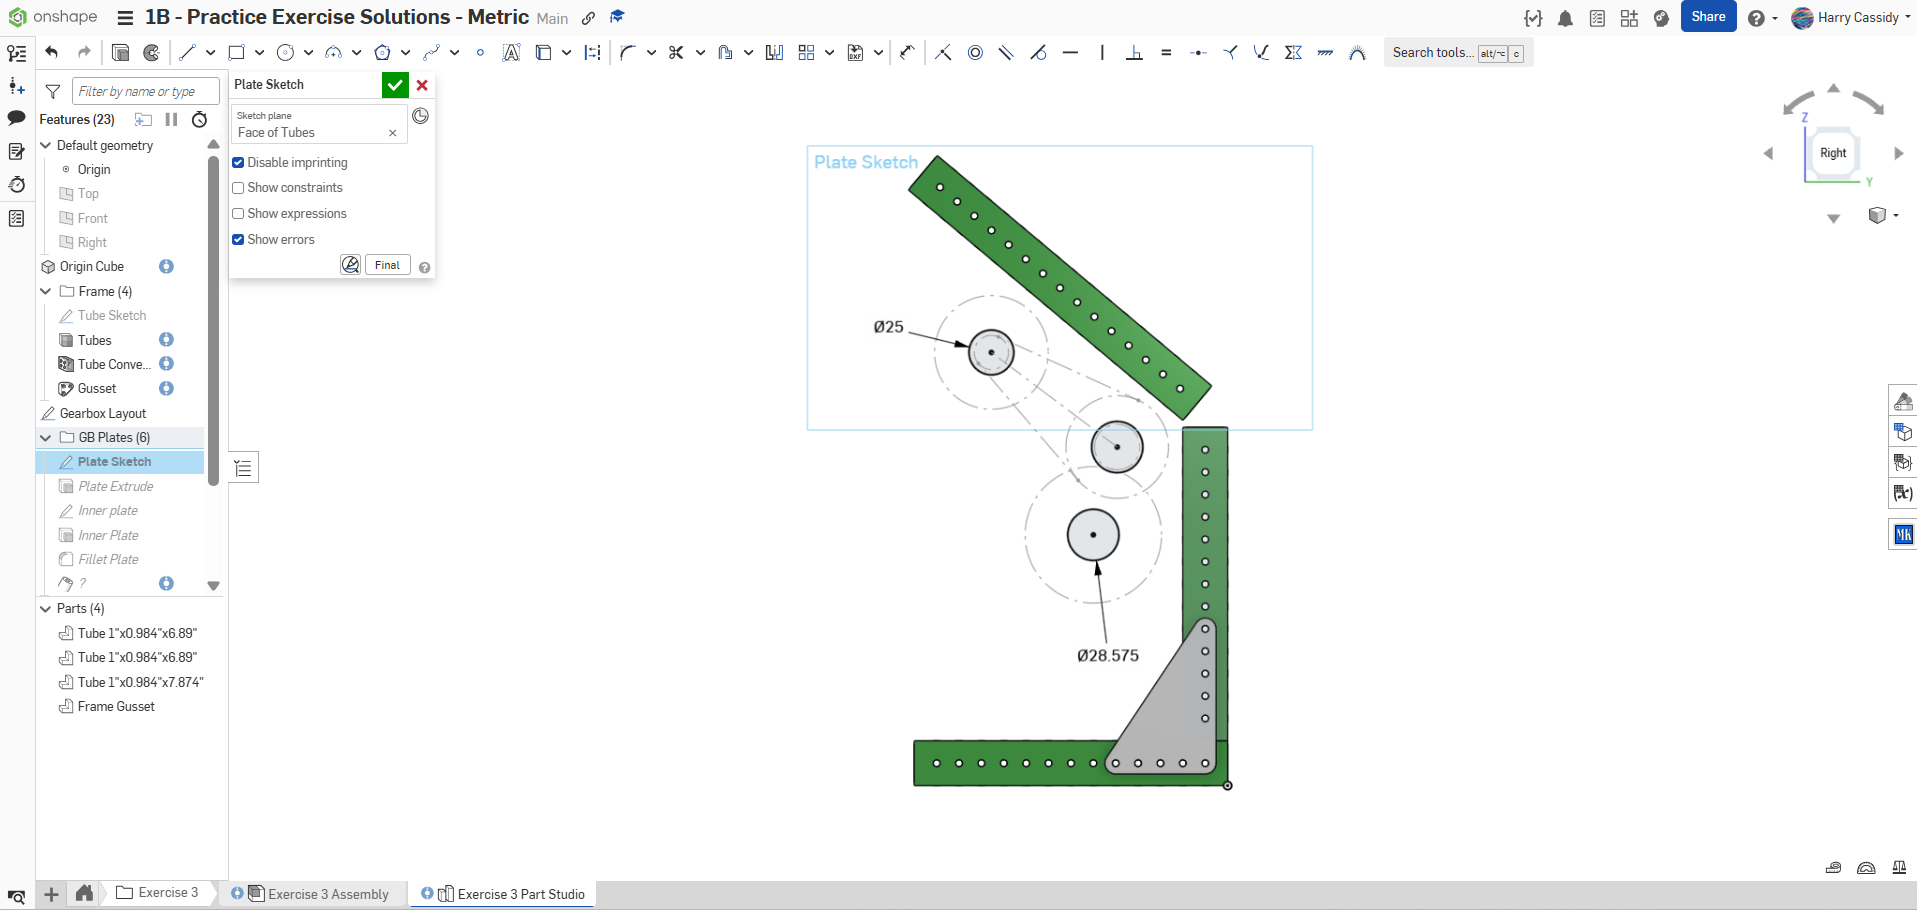 onshape
1B - Practice Exercise Solutions - Metric Main
Share
Harry Cassidy
Search tools... alt/⌥ c
Filter by name or type
Features (23)
Default geometry
Origin
Top
Front
Right
Origin Cube
Frame (4)
Tube Sketch
Tubes
Tube Conve...
Gusset
Gearbox Layout
GB Plates (6)
Plate Sketch
Plate Extrude
Inner plate
Inner Plate
Fillet Plate
?
Parts (4)
Tube 1"x0.984"x6.89"
Tube 1"x0.984"x6.89"
Tube 1"x0.984"x7.874"
Frame Gusset
Plate Sketch
Sketch plane
Face of Tubes
Disable imprinting
Show constraints
Show expressions
Show errors
Final
Plate Sketch
Ø25
Ø28.575
Z
Right
Y
MK
Exercise 3
Exercise 3 Assembly
Exercise 3 Part Studio